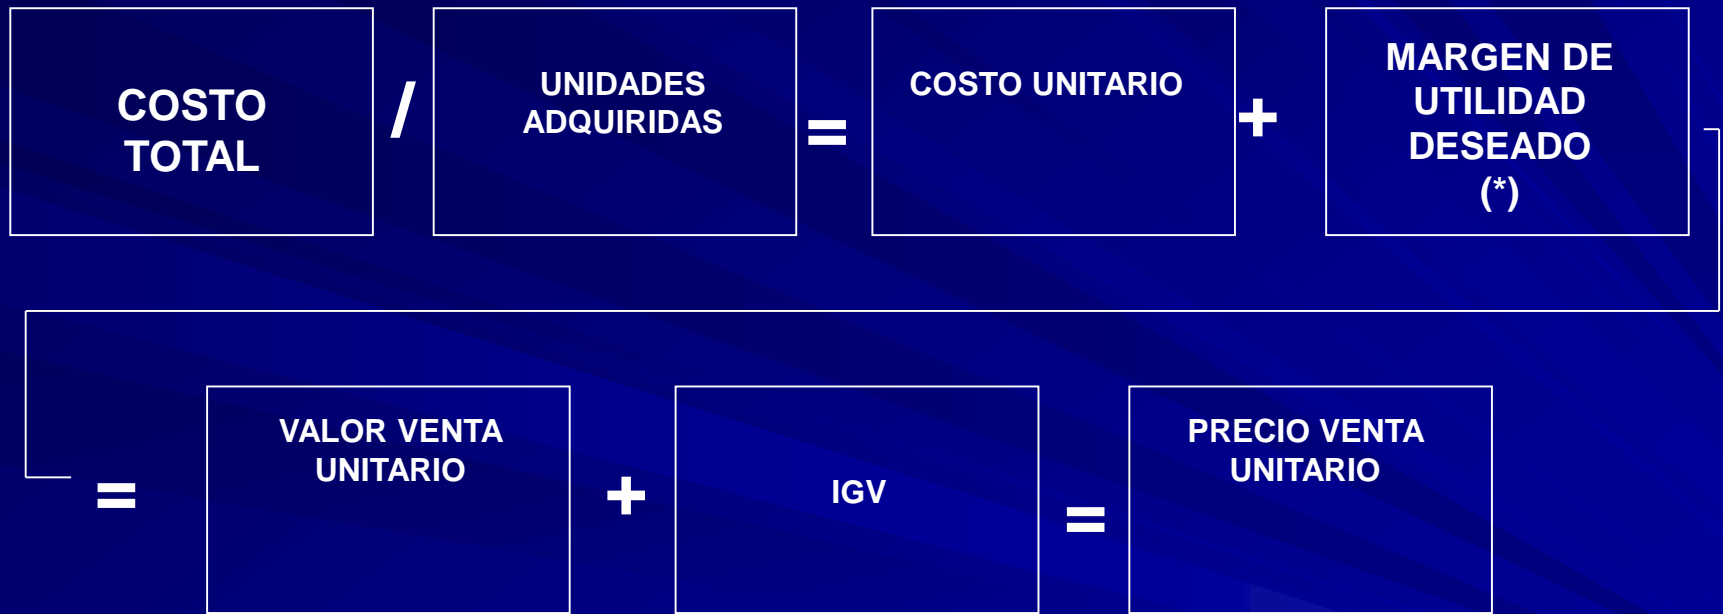 COSTO
TOTAL
/
UNIDADES
ADQUIRIDAS
=
COSTO UNITARIO
+
MARGEN DE
UTILIDAD
DESEADO
(*)
=
VALOR VENTA
UNITARIO
+
IGV
=
PRECIO VENTA
UNITARIO